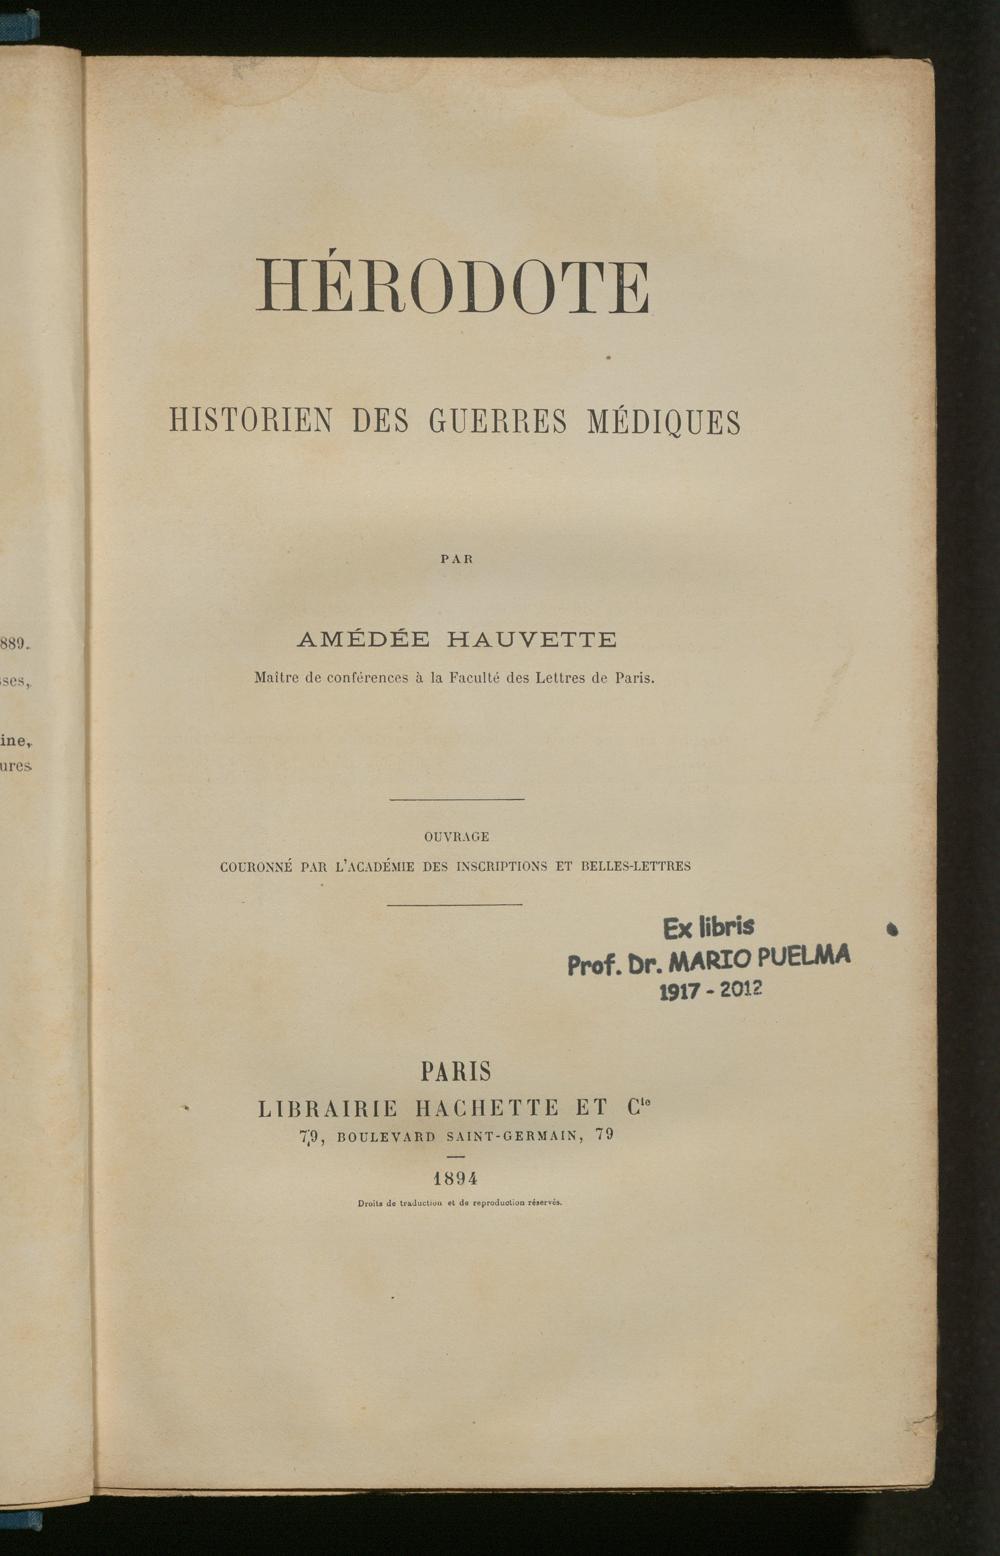 889.
sses,
ine,
ures
HÉRODOTE
HISTORIEN DES GUERRES MÉDIQUES
PAR
AMÉDÉE HAUVETTE
Maître de conférences à la Faculté des Lettres de Paris.
OUVRAGE
COURONNÉ PAR L'ACADÉMIE DES INSCRIPTIONS ET BELLES-LETTRES
Ex libris
Prof. Dr. MARIO PUELMA
1917 - 2012
PARIS
LIBRAIRIE HACHETTE ET Cie
79, BOULEVARD SAINT-GERMAIN, 79
1894
Droits de traduction et de reproduction réservés.